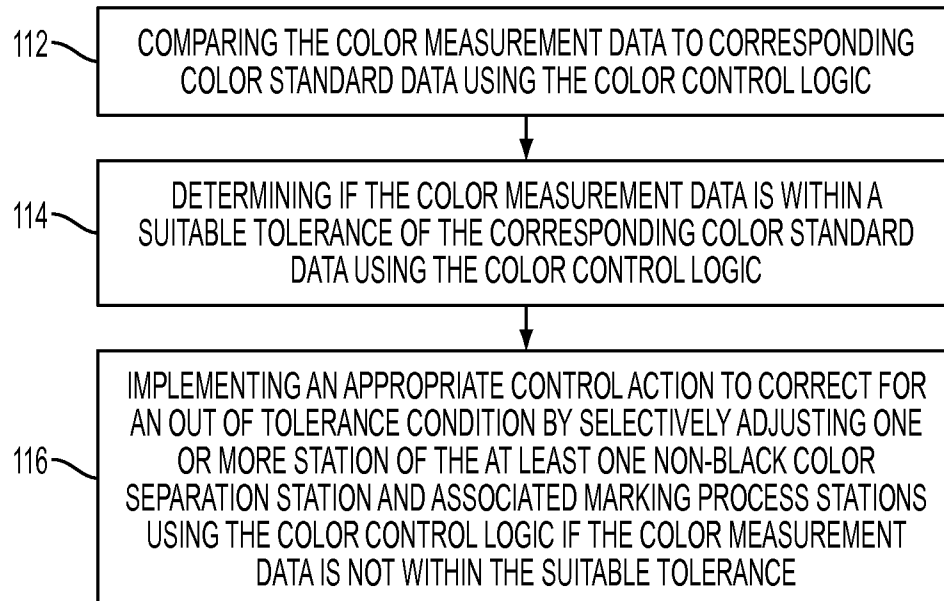 112
COMPARING THE COLOR MEASUREMENT DATA TO CORRESPONDING
COLOR STANDARD DATA USING THE COLOR CONTROL LOGIC
114
DETERMINING IF THE COLOR MEASUREMENT DATA IS WITHIN A
SUITABLE TOLERANCE OF THE CORRESPONDING COLOR STANDARD
DATA USING THE COLOR CONTROL LOGIC
116
IMPLEMENTING AN APPROPRIATE CONTROL ACTION TO CORRECT FOR
AN OUT OF TOLERANCE CONDITION BY SELECTIVELY ADJUSTING ONE
OR MORE STATION OF THE AT LEAST ONE NON-BLACK COLOR
SEPARATION STATION AND ASSOCIATED MARKING PROCESS STATIONS
USING THE COLOR CONTROL LOGIC IF THE COLOR MEASUREMENT
DATA IS NOT WITHIN THE SUITABLE TOLERANCE